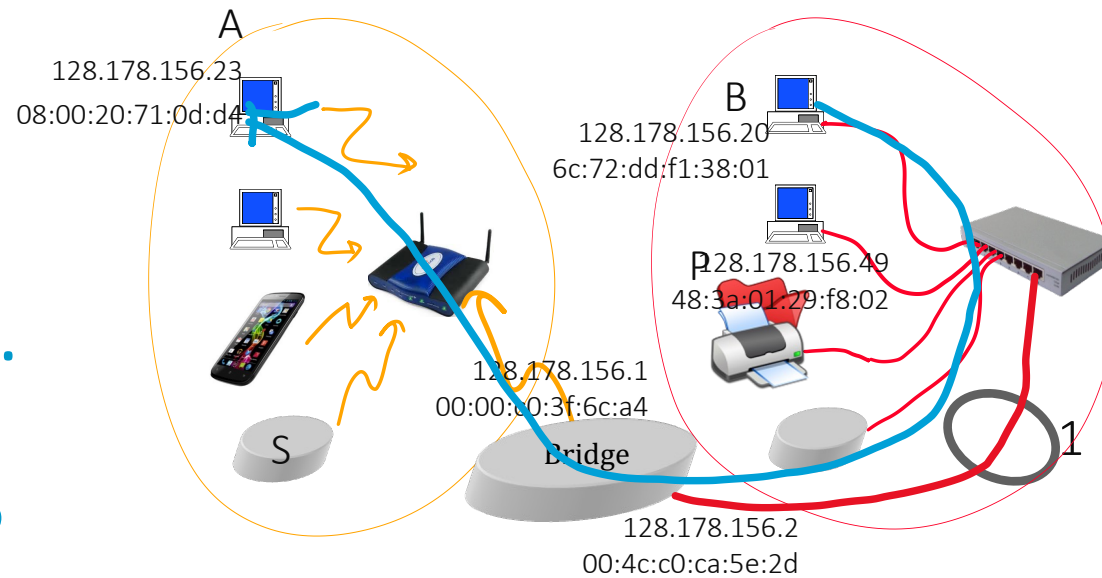 A
128.178.156.23
08:00:20:71:0d:d4
B
128.178.156.20
6c:72:dd:f1:38:01
P
128.178.156.49
48:3a:01:29:f8:02
128.178.156.1
00:00:c0:3f:6c:a4
S
Bridge
1
128.178.156.2
00:4c:c0:ca:5e:2d